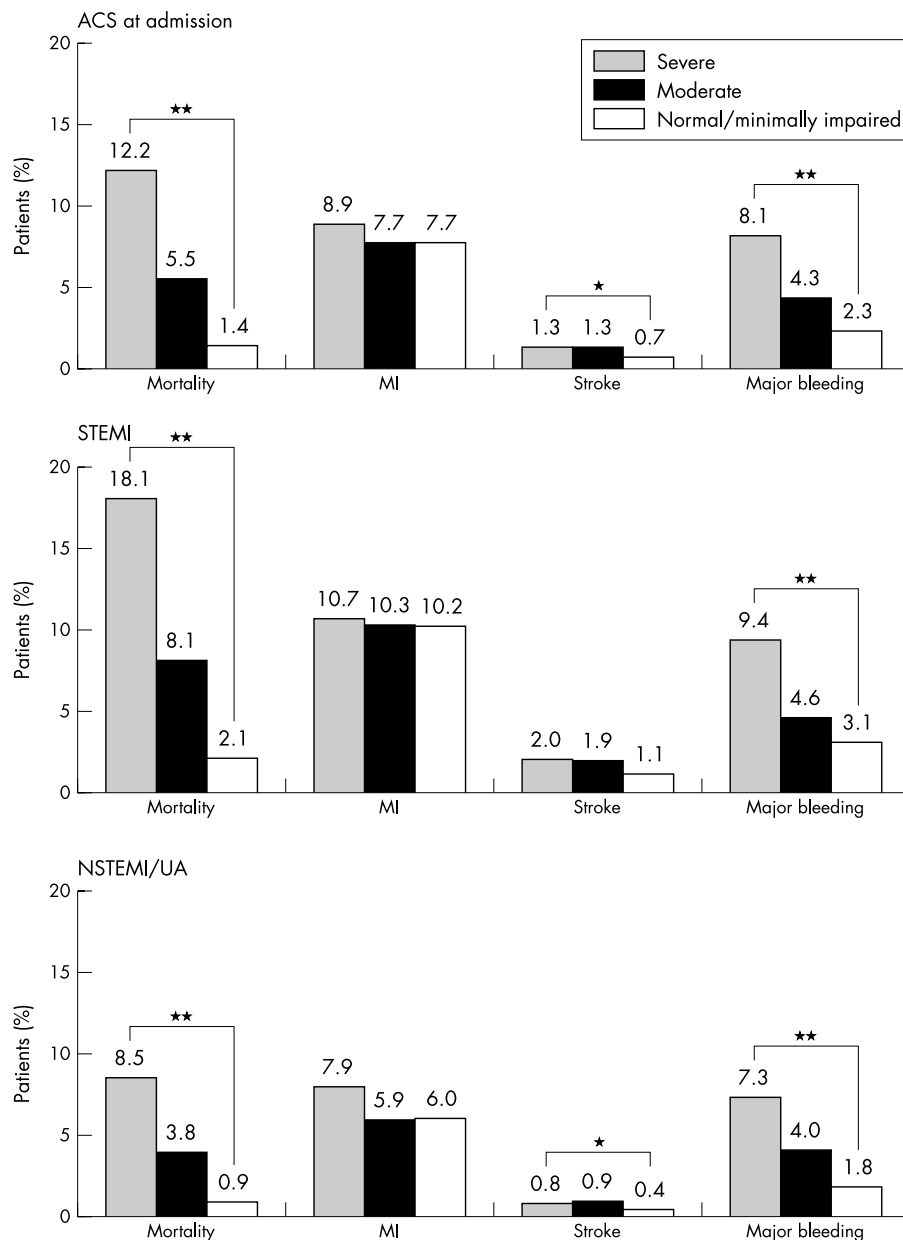 ACS at admission
20
15
10
5
0
Patients (%)
Severe
Moderate
Normal/minimally impaired
★★
12.2
5.5
1.4
8.9
7.7
7.7
★
1.3
1.3
0.7
★★
8.1
4.3
2.3
Mortality
MI
Stroke
Major bleeding
STEMI
20
15
10
5
0
Patients (%)
★★
18.1
8.1
2.1
10.7
10.3
10.2
2.0
1.9
1.1
★★
9.4
4.6
3.1
Mortality
MI
Stroke
Major bleeding
NSTEMI/UA
20
15
10
5
0
Patients (%)
★★
8.5
3.8
0.9
7.9
5.9
6.0
★
0.8
0.9
0.4
★★
7.3
4.0
1.8
Mortality
MI
Stroke
Major bleeding